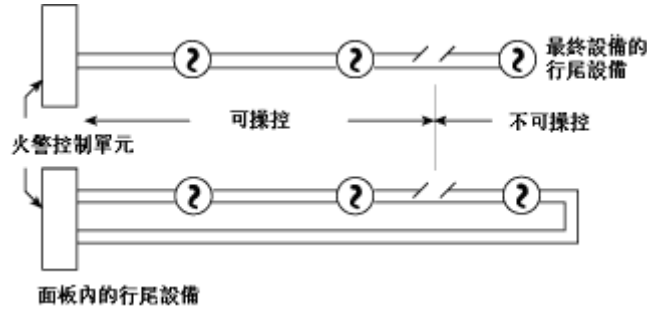 最終設備的
行尾設備
可操控
不可操控
火警控制單元
面板內的行尾設備